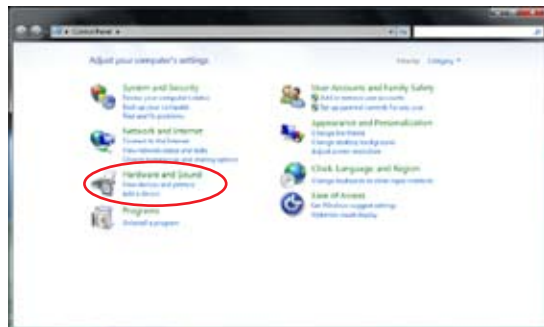 Control Panel
Adjust your computer's settings
View by: Category
System and Security
Review your computer's status
Back up your computer
Find and fix problems
Network and Internet
Connect to the Internet
View network status and tasks
Choose homegroup and sharing options
Hardware and Sound
View devices and printers
Add a device
Programs
Uninstall a program
User Accounts and Family Safety
Add or remove user accounts
Set up parental controls for any user
Appearance and Personalization
Change the theme
Change desktop background
Adjust screen resolution
Clock, Language, and Region
Change keyboards or other input methods
Ease of Access
Let Windows suggest settings
Optimize visual display